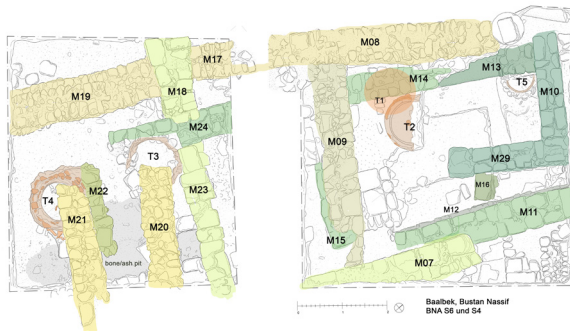 M08
M17
M18
M13
M19
M14
T5
T1
M10
M24
T2
T3
M09
M29
M22
M23
M16
T4
M21
M20
M12
M11
M15
bone/ash pit
M07
Baalbek, Bustan Nassif
BNA S6 und S4